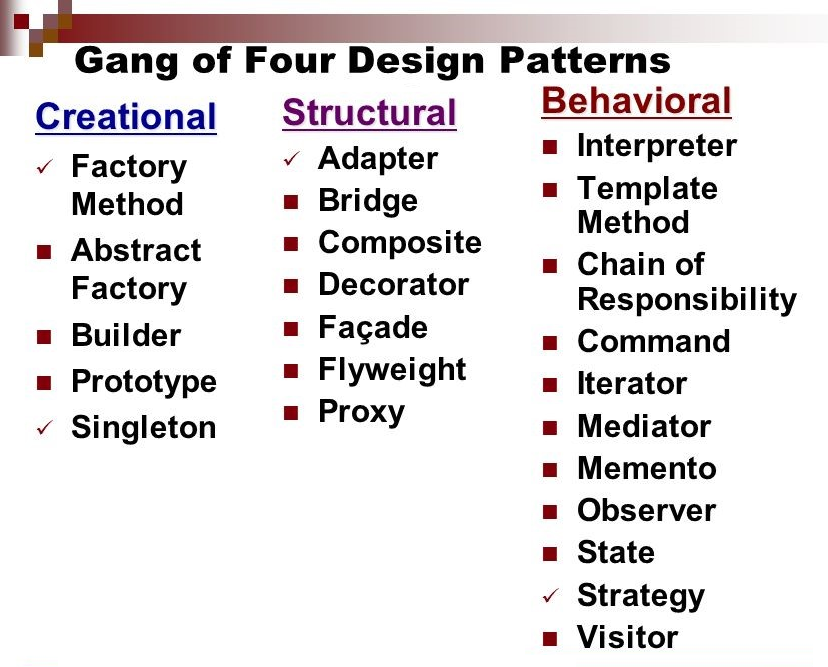 Gang of Four Design Patterns
Creational
Factory
Method
Abstract
Factory
Builder
Prototype
Singleton
Structural
Adapter
Bridge
Composite
Decorator
Façade
Flyweight
Proxy
Behavioral
Interpreter
Template
Method
Chain of
Responsibility
Command
Iterator
Mediator
Memento
Observer
State
Strategy
Visitor